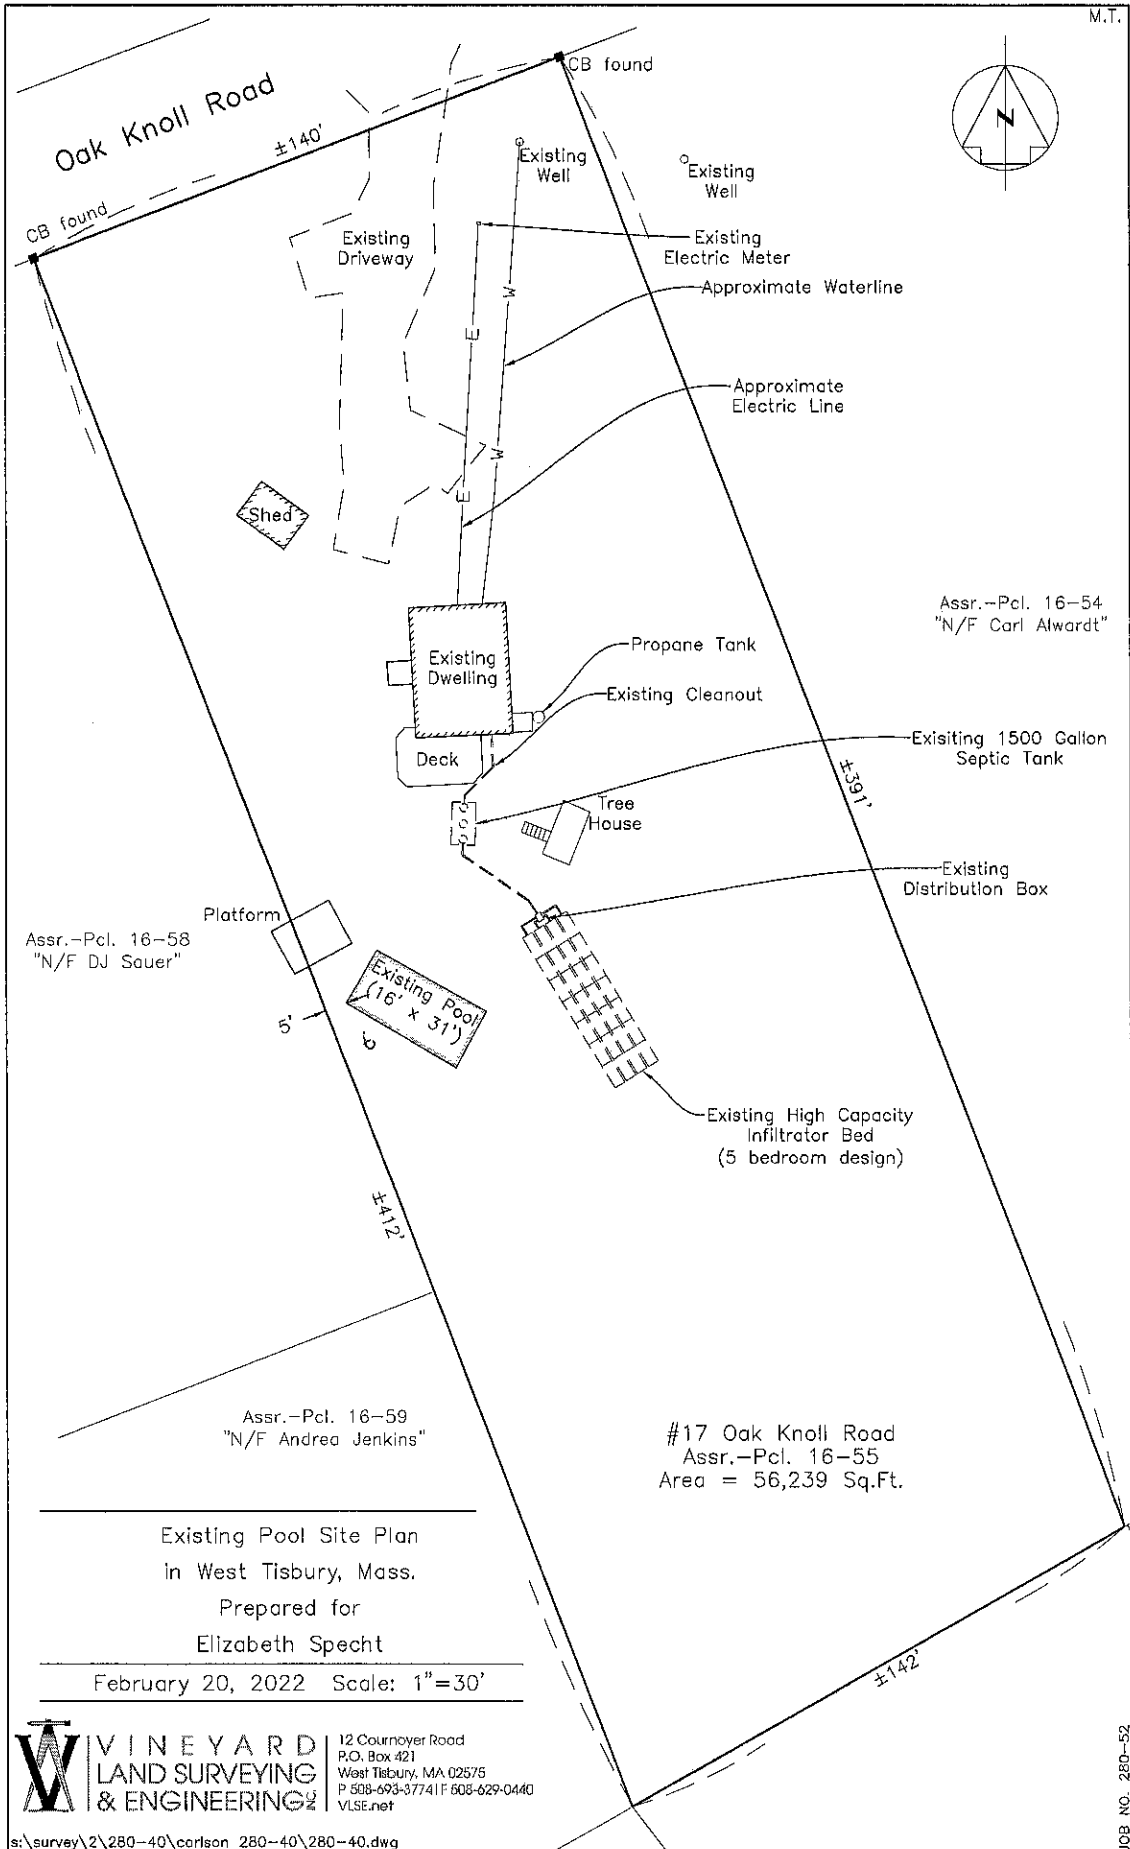 M.T.
CB found
Oak Knoll Road
±140'
Z
Existing
Well
Existing
Well
CB found
Existing
Driveway
Existing
Electric Meter
W
Approximate Waterline
E
Approximate
Electric Line
W
E
Shed
Assr.-Pcl. 16-54
"N/F Carl Alwardt"
Existing
Dwelling
Propane Tank
Existing Cleanout
Exisiting 1500 Gallon
Septic Tank
Deck
±391'
Tree
House
Existing
Distribution Box
Platform
Assr.-Pcl. 16-58
"N/F DJ Sauer"
Existing Pool
(16' x 31')
5'
Existing High Capacity
Infiltrator Bed
(5 bedroom design)
±412'
Assr.-Pcl. 16-59
"N/F Andrea Jenkins"
#17 Oak Knoll Road
Assr.-Pcl. 16-55
Area = 56,239 Sq.Ft.
Existing Pool Site Plan
in West Tisbury, Mass.
Prepared for
Elizabeth Specht
February 20, 2022 Scale: 1"=30'
±142'
VINEYARD
LAND SURVEYING
& ENGINEERING INC
12 Cournoyer Road
P.O. Box 421
West Tisbury, MA 02575
P 508-693-3774 | F 508-629-0440
VLSE.net
JOB NO. 280-52
s:\survey\2\280-40\carlson 280-40\280-40.dwg